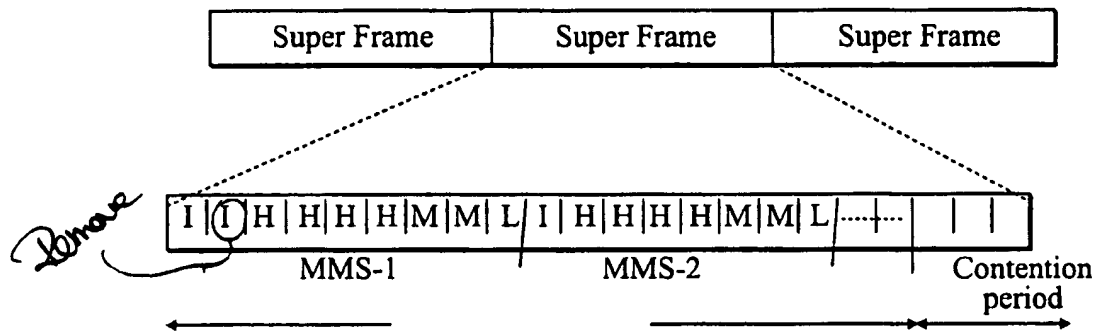 Super Frame Super Frame Super Frame
Remove
I|I|H|H|H|H|M|M|L/I|H|H|H|H|M|M|L/
MMS-1 MMS-2 Contention
period